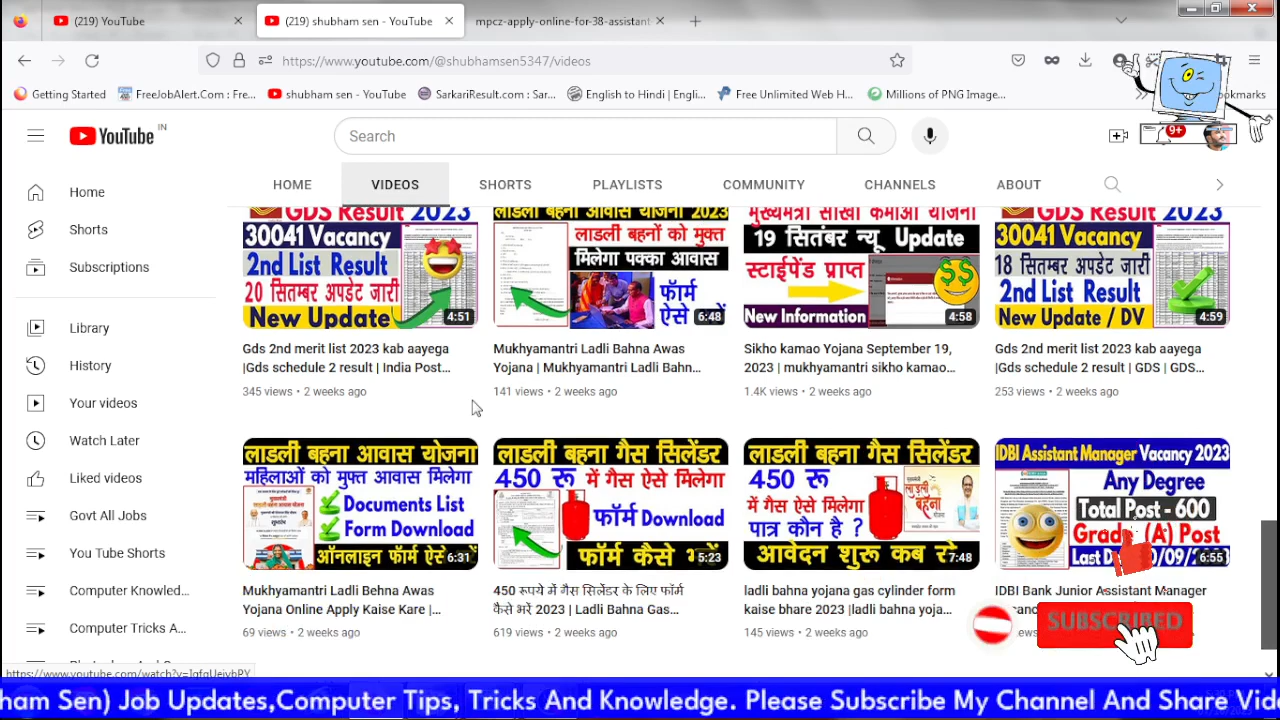 (219) YouTube
(219) shubham sen - YouTube
mpcz-apply-online-for-38-assistant
https://www.youtube.com/@shubhamsen5347/videos
Getting Started
FreeJobAlert.Com : Fre...
shubham sen - YouTube
SarkariResult.com : Sar...
English to Hindi | Engli...
Free Unlimited Web H...
Millions of PNG Image...
YouTube IN
Search
9+
HOME
VIDEOS
SHORTS
PLAYLISTS
COMMUNITY
CHANNELS
ABOUT
Home
Shorts
Subscriptions
Library
History
Your videos
Watch Later
Liked videos
Govt All Jobs
You Tube Shorts
Computer Knowled...
Computer Tricks A...
GDS Result 2023
30041 Vacancy
2nd List Result
20 सितम्बर अपडेट जारी
New Update
4:51
Gds 2nd merit list 2023 kab aayega
|Gds schedule 2 result | India Post...
345 views • 2 weeks ago
लाडली बहना आवास योजना 2023
लाडली बहनों को मुफ्त
मिलेगा पक्का आवास
फॉर्म
ऐसे
6:48
Mukhyamantri Ladli Bahna Awas
Yojana | Mukhyamantri Ladli Bahn...
141 views • 2 weeks ago
मुख्यमंत्री सीखो कमाओ योजना
19 सितंबर न्यू Update
स्टाईपेंड प्राप्त
New Information
4:58
Sikho kamao Yojana September 19,
2023 | mukhyamantri sikho kamao...
1.4K views • 2 weeks ago
GDS Result 2023
30041 Vacancy
18 सितम्बर अपडेट जारी
2nd List Result
New Update / DV
4:59
Gds 2nd merit list 2023 kab aayega
|Gds schedule 2 result | GDS | GDS...
253 views • 2 weeks ago
लाडली बहना आवास योजना
महिलाओं को मुफ्त आवास मिलेगा
Documents List
Form Download
ऑनलाइन फॉर्म ऐसे
6:31
Mukhyamantri Ladli Behna Awas
Yojana Online Apply Kaise Kare |...
69 views • 2 weeks ago
लाडली बहना गैस सिलेंडर
450 रू में गैस ऐसे मिलेगा
फॉर्म Download
फॉर्म कैसे
5:23
450 रूपये में गैस सिलेंडर के लिए फॉर्म
कैसे भरें 2023 | Ladli Bahna Gas...
619 views • 2 weeks ago
लाडली बहना गैस सिलेंडर
450 रू
में गैस ऐसे मिलेगा
पात्र कौन है ?
आवेदन शुरू कब
7:48
ladli bahna yojana gas cylinder form
kaise bhare 2023 |ladli bahna yoja...
145 views • 2 weeks ago
IDBI Assistant Manager Vacancy 2023
Any Degree
Total Post - 600
Grade (A) Post
6:55
IDBI Bank Junior Assistant Manager
SUBSCRIBED
ham Sen) Job Updates,Computer Tips, Tricks And Knowledge. Please Subscribe My Channel And Share Vid